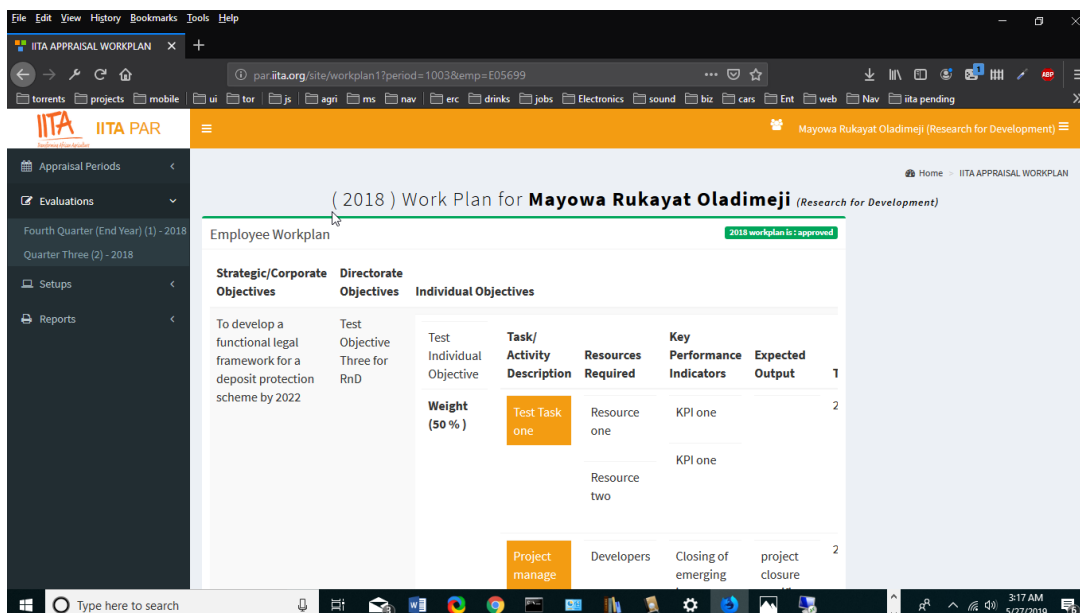 File Edit View History Bookmarks Tools Help
IITA APPRAISAL WORKPLAN
par.iita.org/site/workplan1?period=1003&emp=E05699
torrents projects mobile ui tor js agri ms nav erc drinks jobs Electronics sound biz cars Ent web Nav iita pending
IITA
Transforming African Agriculture
IITA PAR
Mayowa Rukayat Oladimeji (Research for Development)
Appraisal Periods
Evaluations
Fourth Quarter (End Year) (1) - 2018
Quarter Three (2) - 2018
Setups
Reports
Home > IITA APPRAISAL WORKPLAN
( 2018 ) Work Plan for Mayowa Rukayat Oladimeji (Research for Development)
Employee Workplan
2018 workplan is : approved
Strategic/Corporate Objectives
Directorate Objectives
Individual Objectives
To develop a
functional legal
framework for a
deposit protection
scheme by 2022
Test
Objective
Three for
RnD
Test
Individual
Objective
Weight
(50 % )
Task/
Activity
Description
Resources
Required
Key
Performance
Indicators
Expected
Output
T
Test Task
one
Resource
one
Resource
two
KPI one
KPI one
2
Project
manage
Developers
Closing of
emerging
project
closure
2
Type here to search
3:17 AM
5/27/2019